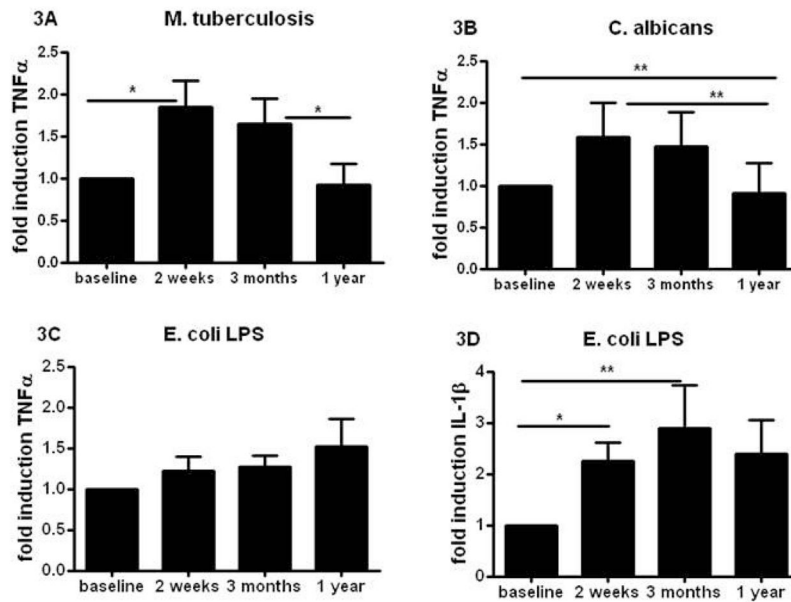 3A M. tuberculosis
fold induction TNFα
2.5
2.0
1.5
1.0
0.5
0.0
*
*
baseline 2 weeks 3 months 1 year
3B C. albicans
fold induction TNFα
2.5
2.0
1.5
1.0
0.5
0.0
**
**
baseline 2 weeks 3 months 1 year
3C E. coli LPS
fold induction TNFα
2.5
2.0
1.5
1.0
0.5
0.0
baseline 2 weeks 3 months 1 year
3D E. coli LPS
fold induction IL-1β
4
3
2
1
0
**
*
baseline 2 weeks 3 months 1 year